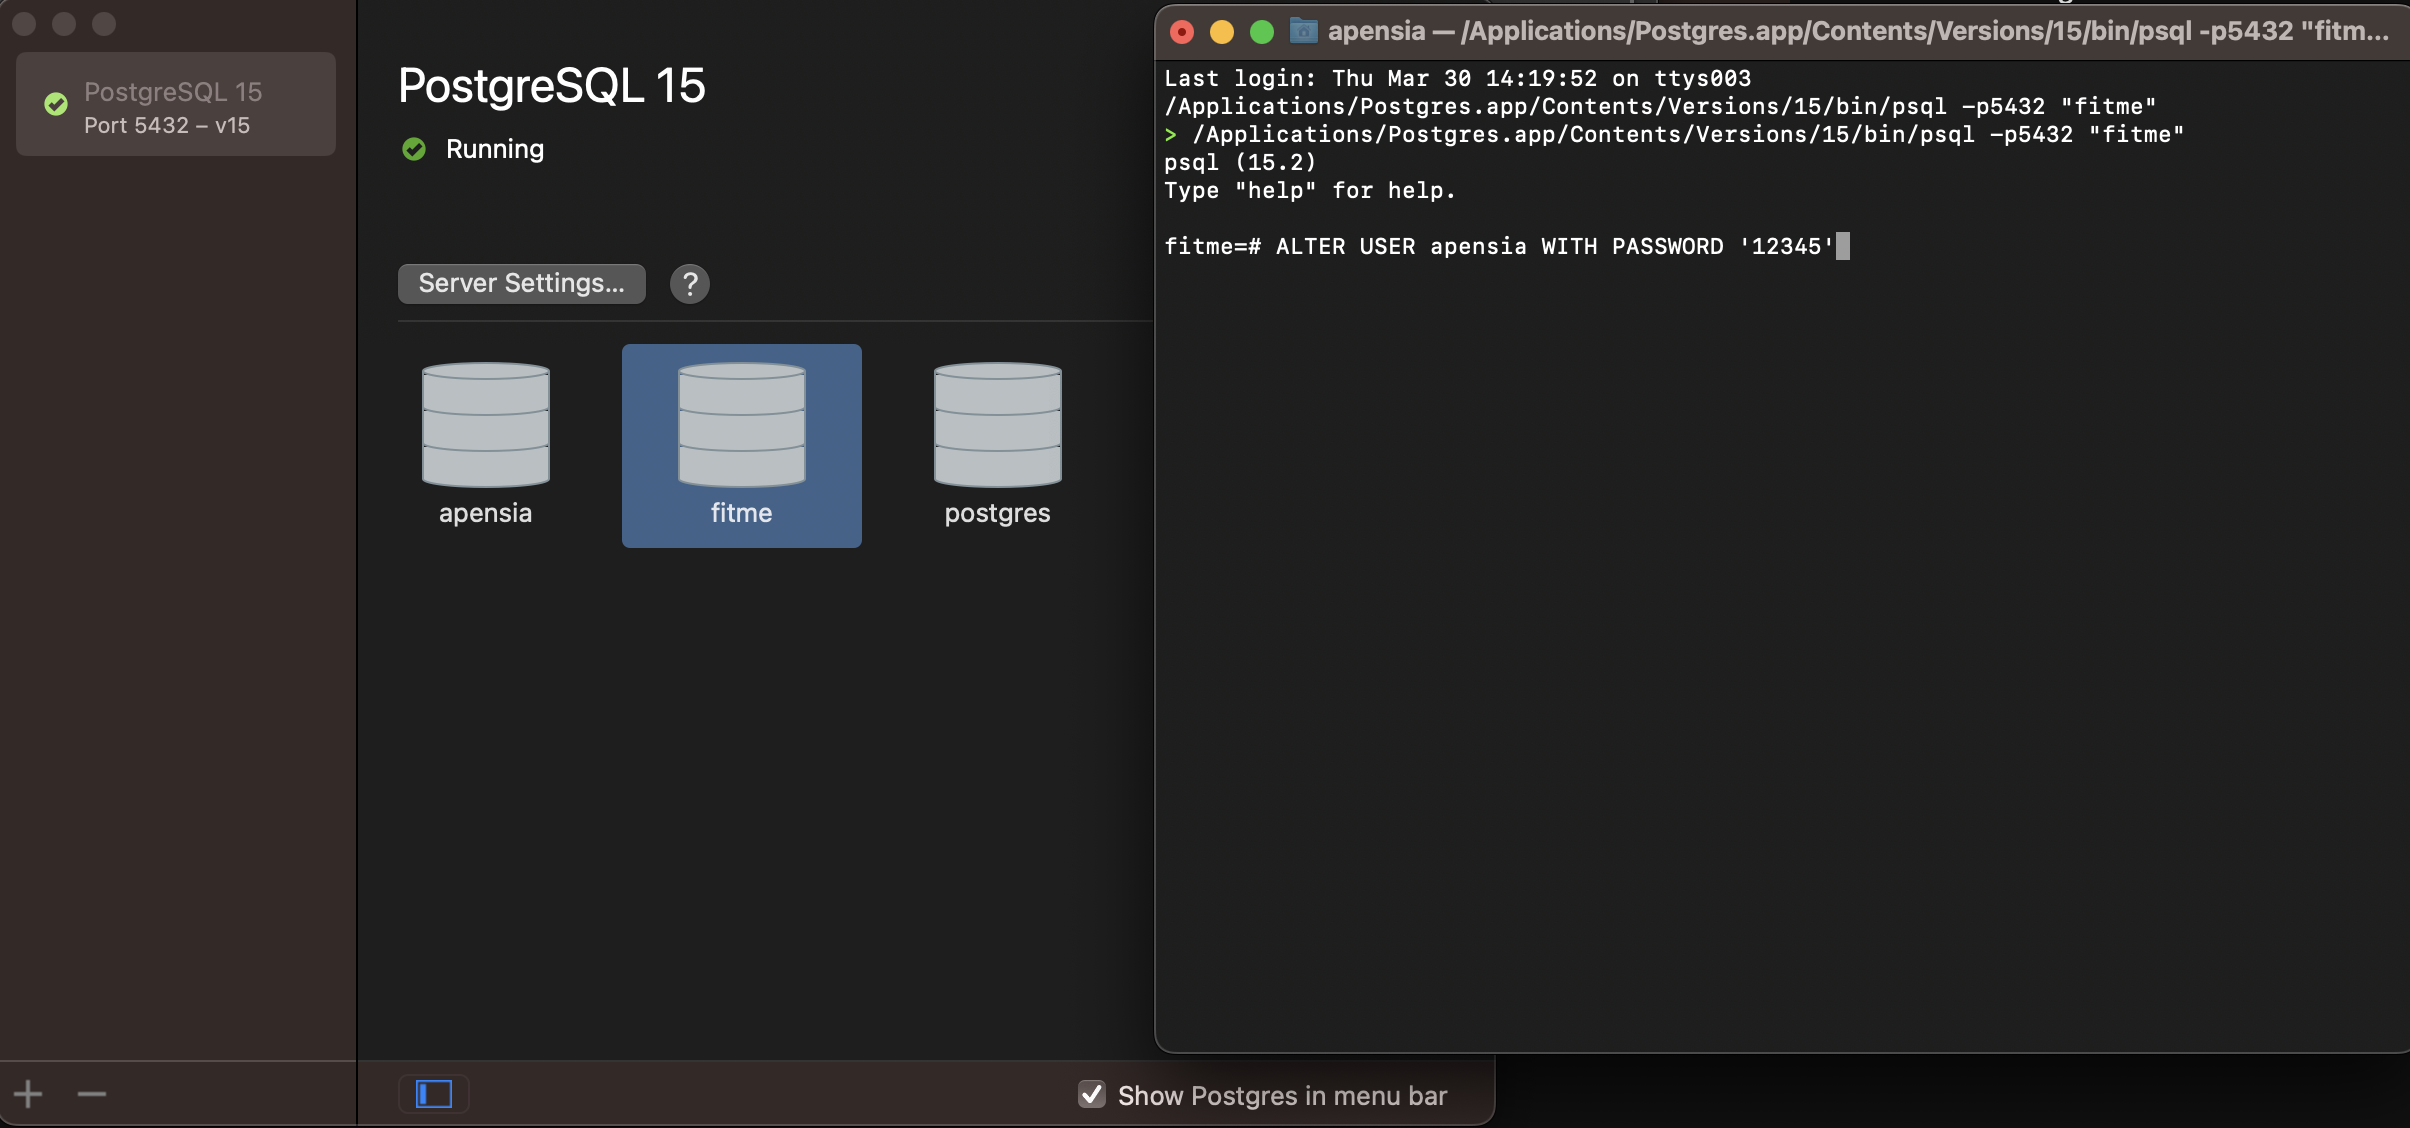 PostgreSQL 15
Port 5432 – v15
PostgreSQL 15
Running
Server Settings...
?
apensia
fitme
postgres
Show Postgres in menu bar
apensia — /Applications/Postgres.app/Contents/Versions/15/bin/psql -p5432 "fitm...
Last login: Thu Mar 30 14:19:52 on ttys003
/Applications/Postgres.app/Contents/Versions/15/bin/psql -p5432 "fitme"
> /Applications/Postgres.app/Contents/Versions/15/bin/psql -p5432 "fitme"
psql (15.2)
Type "help" for help.
fitme=# ALTER USER apensia WITH PASSWORD '12345'